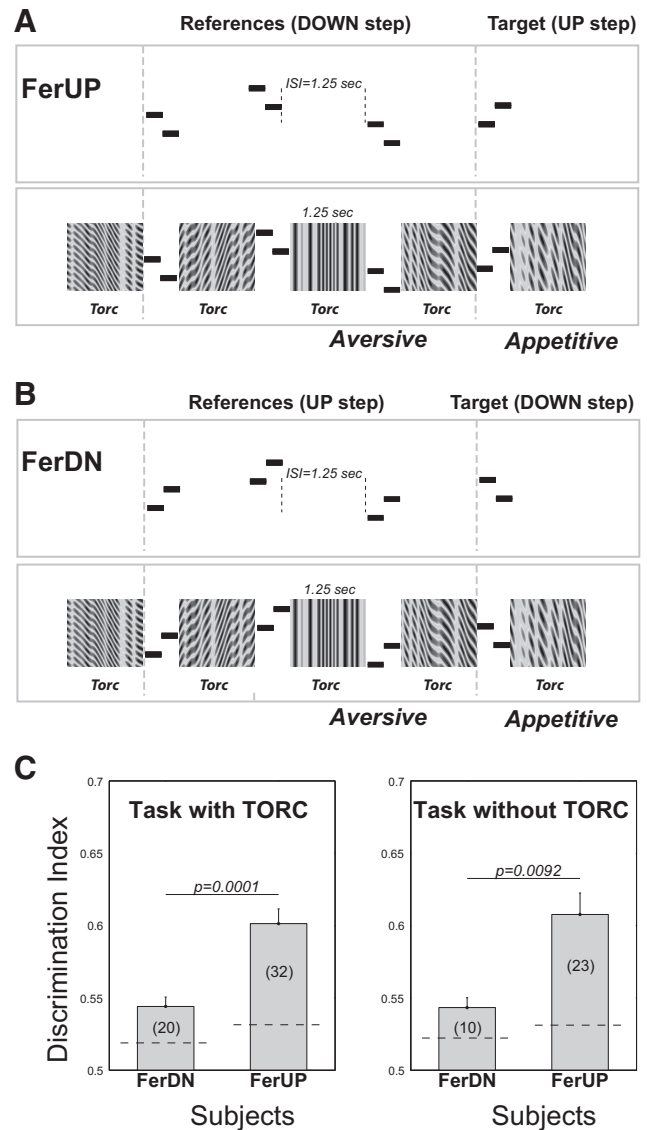 A
References (DOWN step) Target (UP step)
FerUP
ISI=1.25 sec
1.25 sec
Torc Torc Torc Torc Torc
Aversive Appetitive
B
References (UP step) Target (DOWN step)
FerDN
ISI=1.25 sec
1.25 sec
Torc Torc Torc Torc Torc
Aversive Appetitive
C
Discrimination Index
0.7
0.65
0.6
0.55
0.5
Task with TORC
p=0.0001
(20)
(32)
FerDN FerUP
Subjects
0.7
0.65
0.6
0.55
0.5
Task without TORC
p=0.0092
(10)
(23)
FerDN FerUP
Subjects